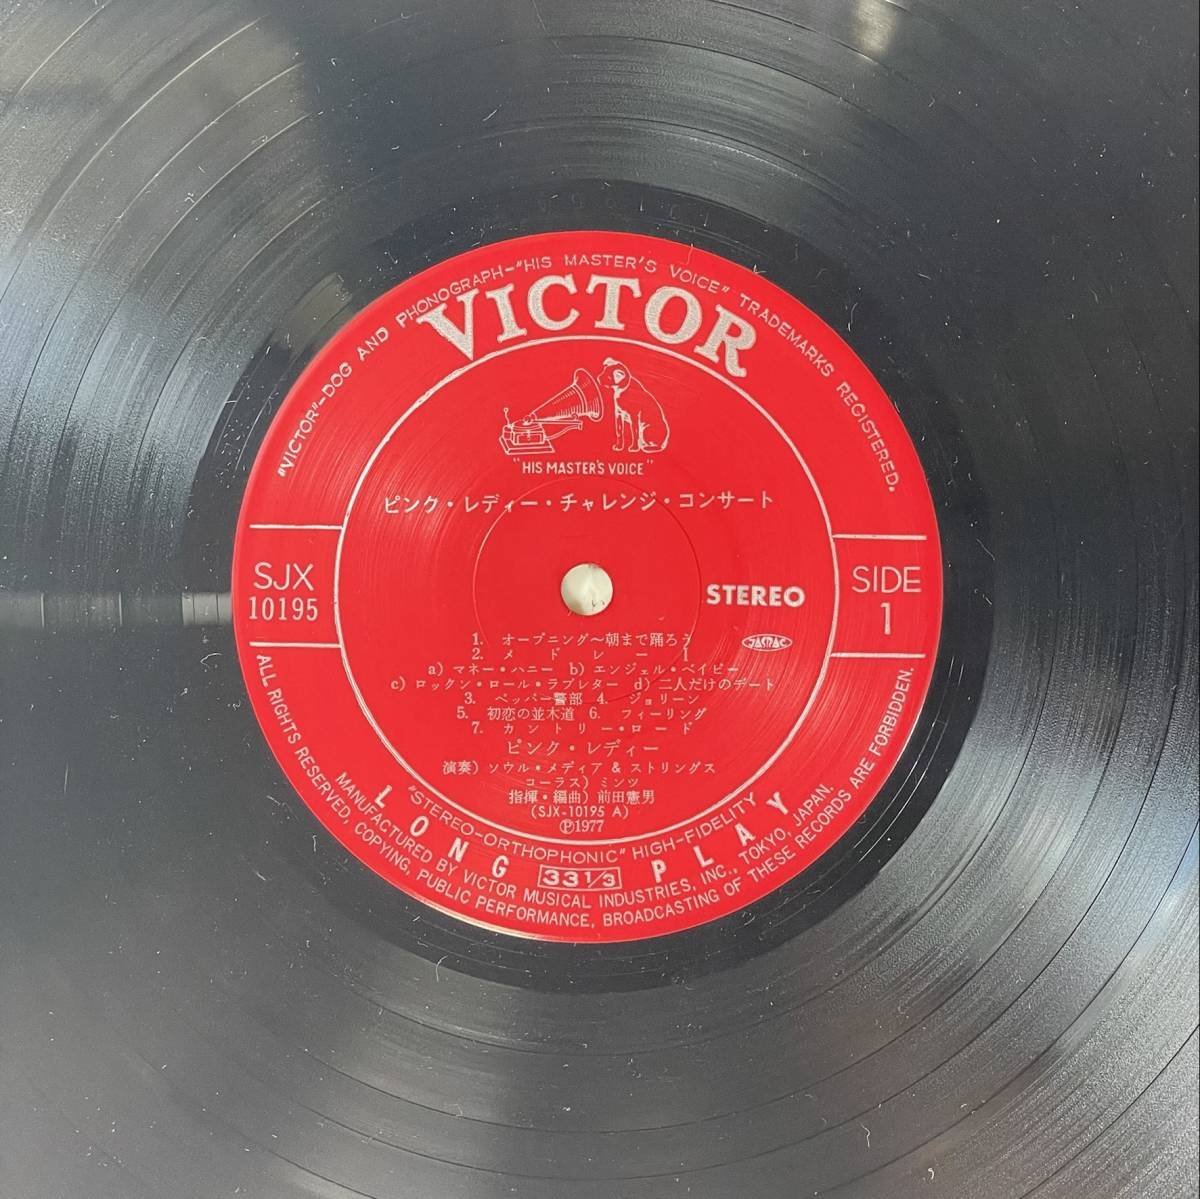 "VICTOR"-DOG AND PHONOGRAPH-"HIS MASTER'S VOICE" TRADEMARKS REGISTERED.
VICTOR
"HIS MASTER'S VOICE"
ピンク・レディー・チャレンジ・コンサート
SJX
10195
STEREO
SIDE
1
JASRAC
1. オープニング～朝まで踊ろう
2. メドレー 1
a) マネー・ハニー b) エンジェル・ベイビー
c) ロックン・ロール・ラブレター d) 二人だけのデート
3. ペッパー警部 4. ジョリーン
5. 初恋の並木道 6. フィーリング
7. カントリー・ロード
ピンク・レディー
演奏) ソウル・メディア & ストリングス
コーラス) ミンツ
指揮・編曲) 前田憲男
(SJX-10195 A)
Ⓟ1977
"STEREO-ORTHOPHONIC" HIGH-FIDELITY
LONG 33 1/3 PLAY
MANUFACTURED BY VICTOR MUSICAL INDUSTRIES, INC., TOKYO, JAPAN.
ALL RIGHTS RESERVED, COPYING, PUBLIC PERFORMANCE, BROADCASTING OF THESE RECORDS ARE FORBIDDEN.